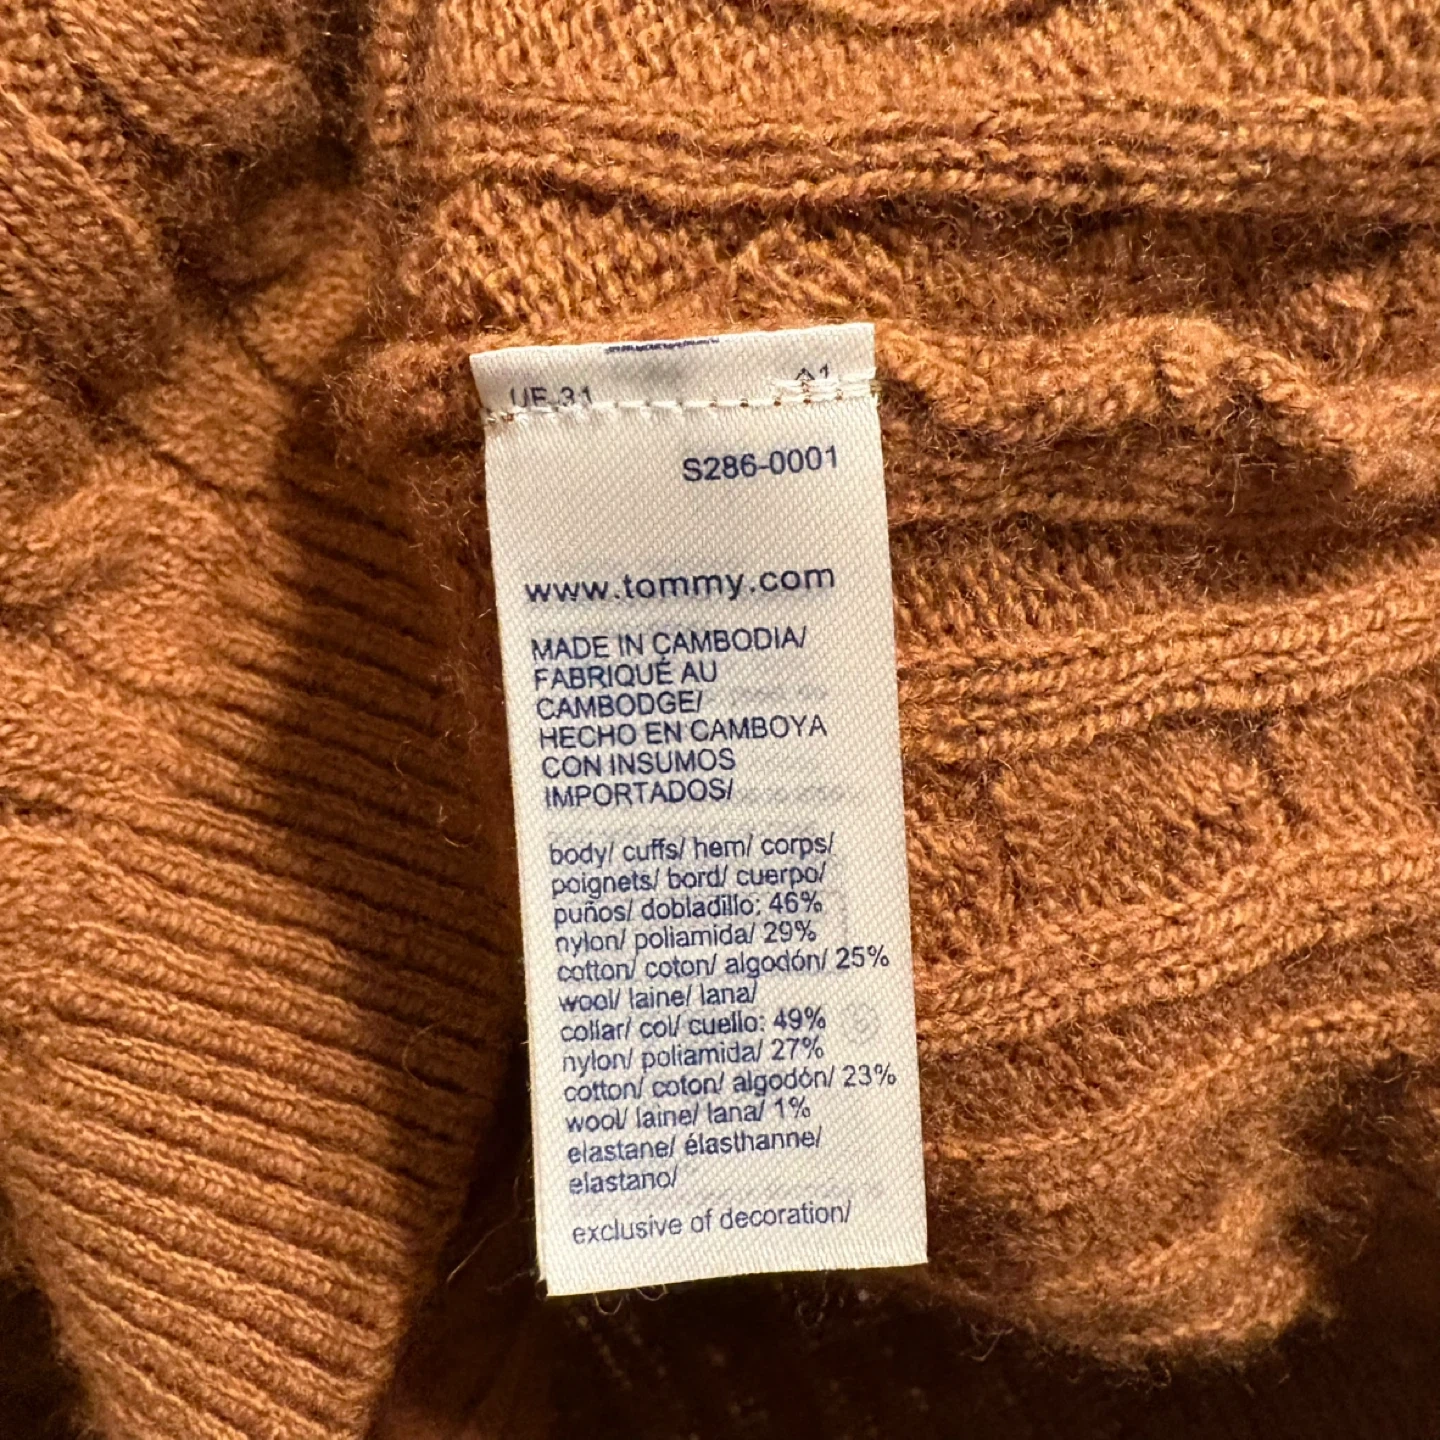 S286-0001
www.tommy.com
MADE IN CAMBODIA/
FABRIQUÉ AU
CAMBODGE/
HECHO EN CAMBOYA
CON INSUMOS
IMPORTADOS/
body/ cuffs/ hem/ corps/
poignets/ bord/ cuerpo/
puños/ dobladillo: 46%
nylon/ poliamida/ 29%
cotton/ coton/ algodón/ 25%
wool/ laine/ lana/
collar/ col/ cuello: 49%
nylon/ poliamida/ 27%
cotton/ coton/ algodón/ 23%
wool/ laine/ lana/ 1%
elastane/ élasthanne/
elastano/
exclusive of decoration/